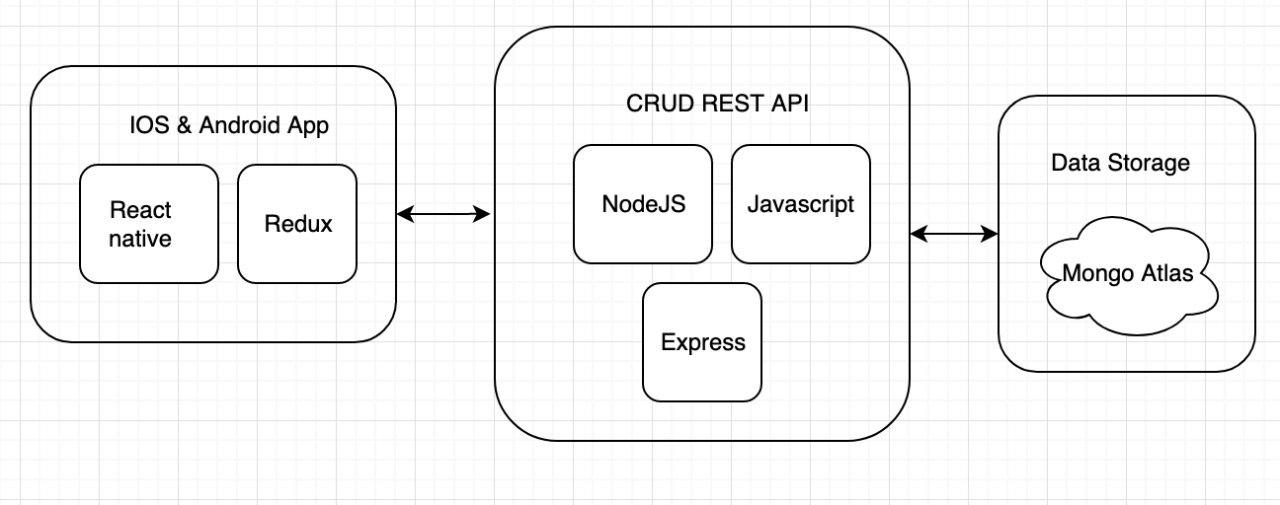 IOS & Android App
React
native
Redux
CRUD REST API
NodeJS
Javascript
Express
Data Storage
Mongo Atlas